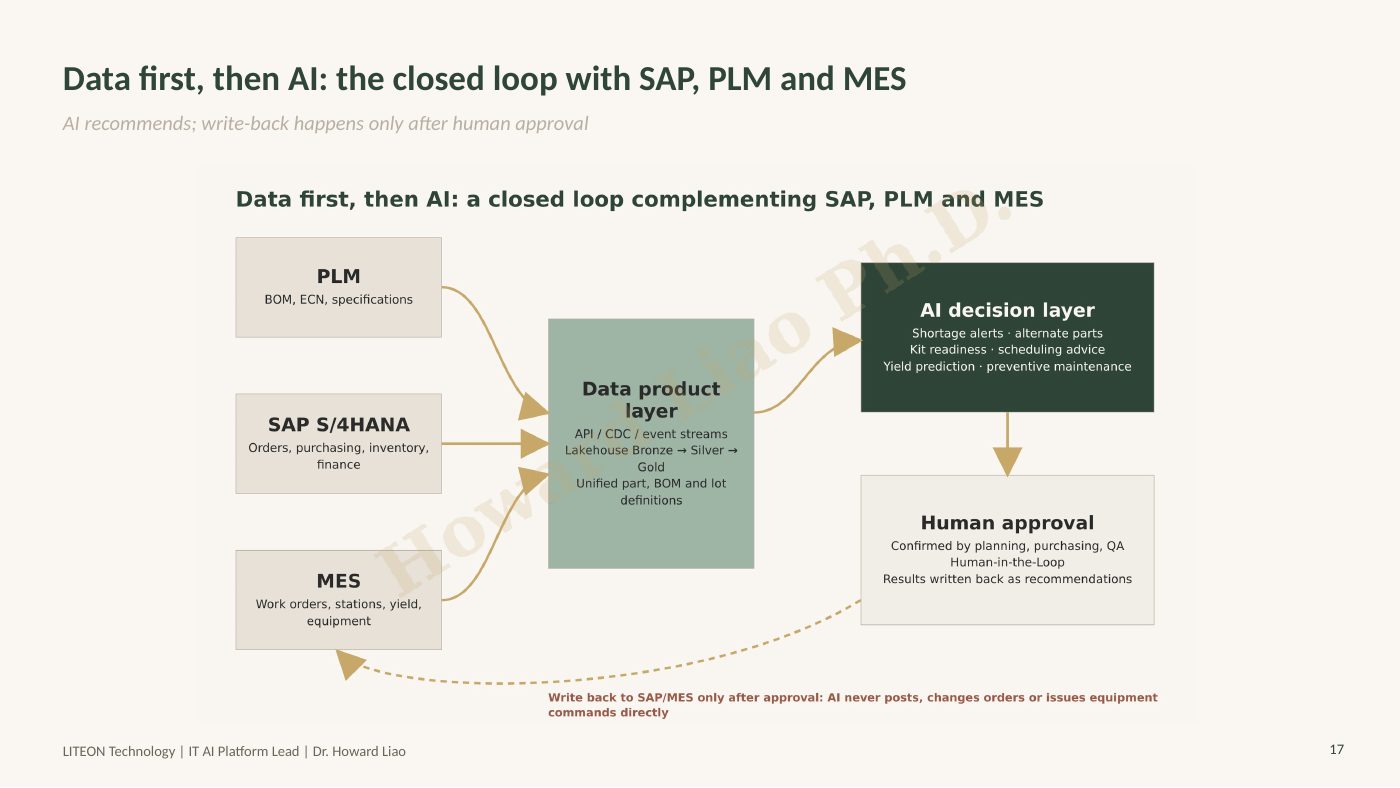 Data first, then AI: the closed loop with SAP, PLM and MES
AI recommends; write-back happens only after human approval
Data first, then AI: a closed loop complementing SAP, PLM and MES
PLM
BOM, ECN, specifications
SAP S/4HANA
Orders, purchasing, inventory,
finance
MES
Work orders, stations, yield,
equipment
Data product
layer
API / CDC / event streams
Lakehouse Bronze → Silver →
Gold
Unified part, BOM and lot
definitions
AI decision layer
Shortage alerts · alternate parts
Kit readiness · scheduling advice
Yield prediction · preventive maintenance
Human approval
Confirmed by planning, purchasing, QA
Human-in-the-Loop
Results written back as recommendations
Write back to SAP/MES only after approval: AI never posts, changes orders or issues equipment
commands directly
Howard Liao Ph.D.
LITEON Technology | IT AI Platform Lead | Dr. Howard Liao
17